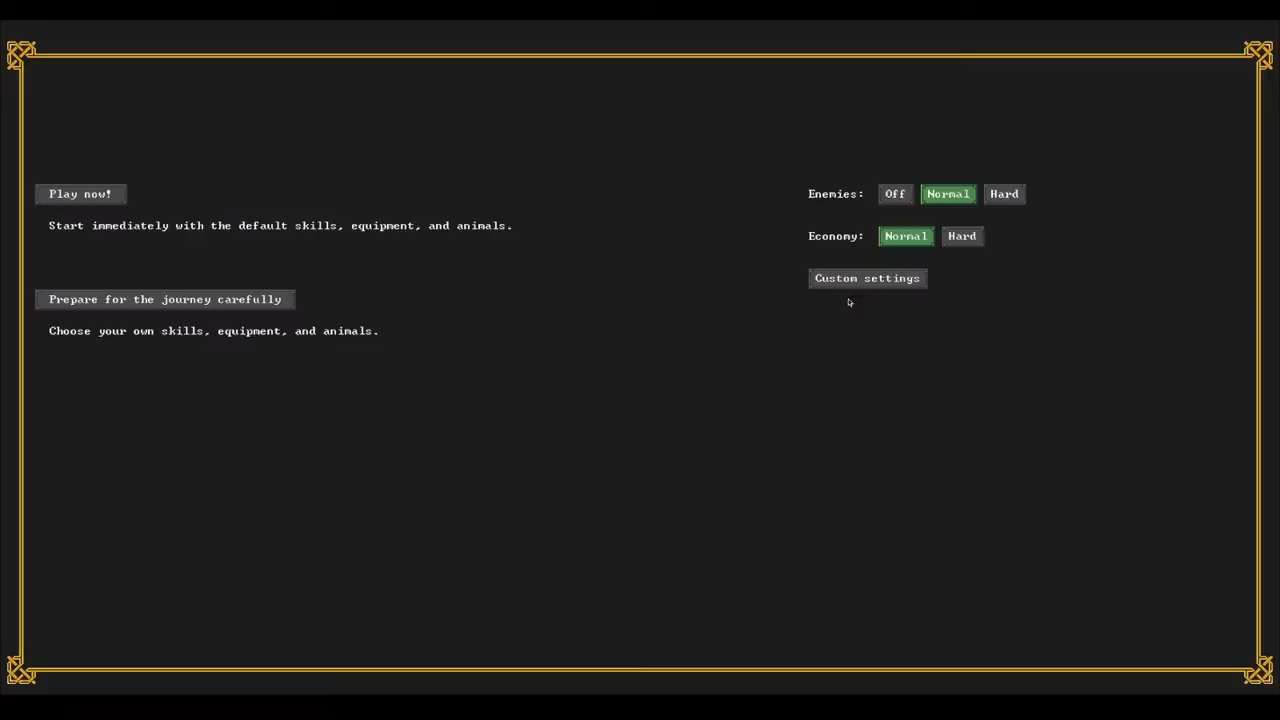 Play now!
Start immediately with the default skills, equipment, and animals.
Prepare for the journey carefully
Choose your own skills, equipment, and animals.
Enemies: Off Normal Hard
Economy: Normal Hard
Custom settings